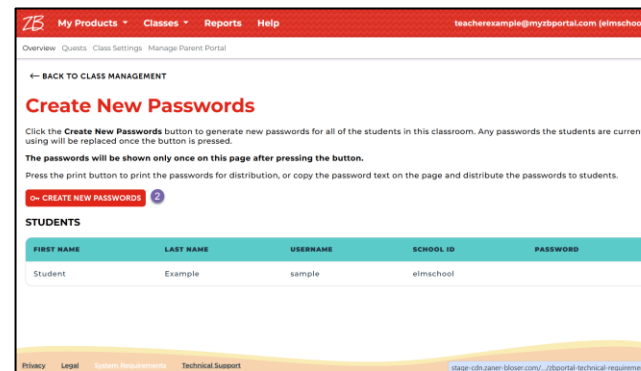 ZB My Products Classes Reports Help teacherexample@myzbportal.com (elmschoo
Overview Quests Class Settings Manage Parent Portal
← BACK TO CLASS MANAGEMENT
Create New Passwords
Click the Create New Passwords button to generate new passwords for all of the students in this classroom. Any passwords the students are curren
using will be replaced once the button is pressed.
The passwords will be shown only once on this page after pressing the button.
Press the print button to print the passwords for distribution, or copy the password text on the page and distribute the passwords to students.
CREATE NEW PASSWORDS 2
STUDENTS
FIRST NAME LAST NAME USERNAME SCHOOL ID PASSWORD
Student Example sample elmschool
Privacy Legal System Requirements Technical Support stage-cdn.zaner-bloser.com/.../zbportal-technical-requireme